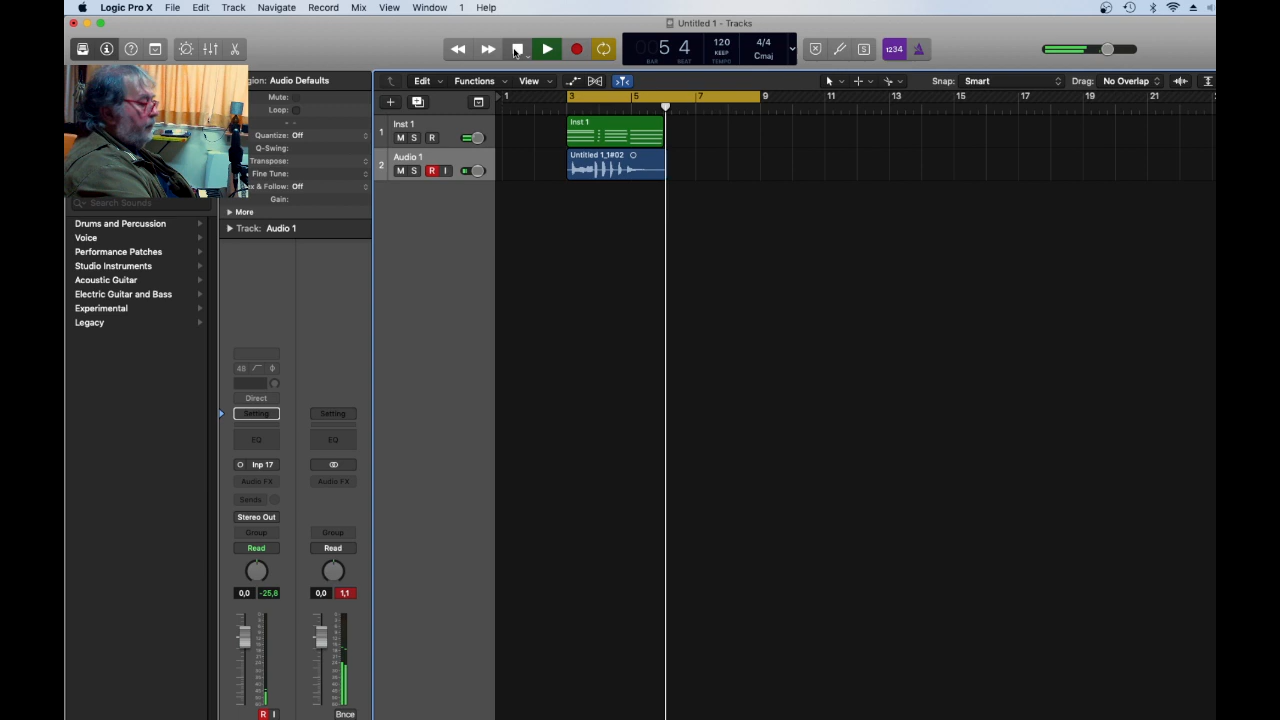 Logic Pro X File Edit Track Navigate Record Mix View Window 1 Help
Untitled 1 - Tracks
5 4
BAR BEAT
120
KEEP
TEMPO
4/4
Cmaj
1234
Region: Audio Defaults
Mute:
Loop:
Quantize: Off
Q-Swing:
Transpose:
Fine Tune:
x & Follow: Off
Gain:
More
Track: Audio 1
Search Sounds
Drums and Percussion
Voice
Performance Patches
Studio Instruments
Acoustic Guitar
Electric Guitar and Bass
Experimental
Legacy
48
Direct
Setting Setting
EQ EQ
Inp 17
Audio FX Audio FX
Sends
Stereo Out
Group Group
Read Read
0,0 -25,8 0,0 1,1
R I Bnce
Edit Functions View
Snap: Smart
Drag: No Overlap
1 3 5 7 9 11 13 15 17 19 21
1 Inst 1
M S R
2 Audio 1
M S R I
Inst 1
Untitled 1_1#02